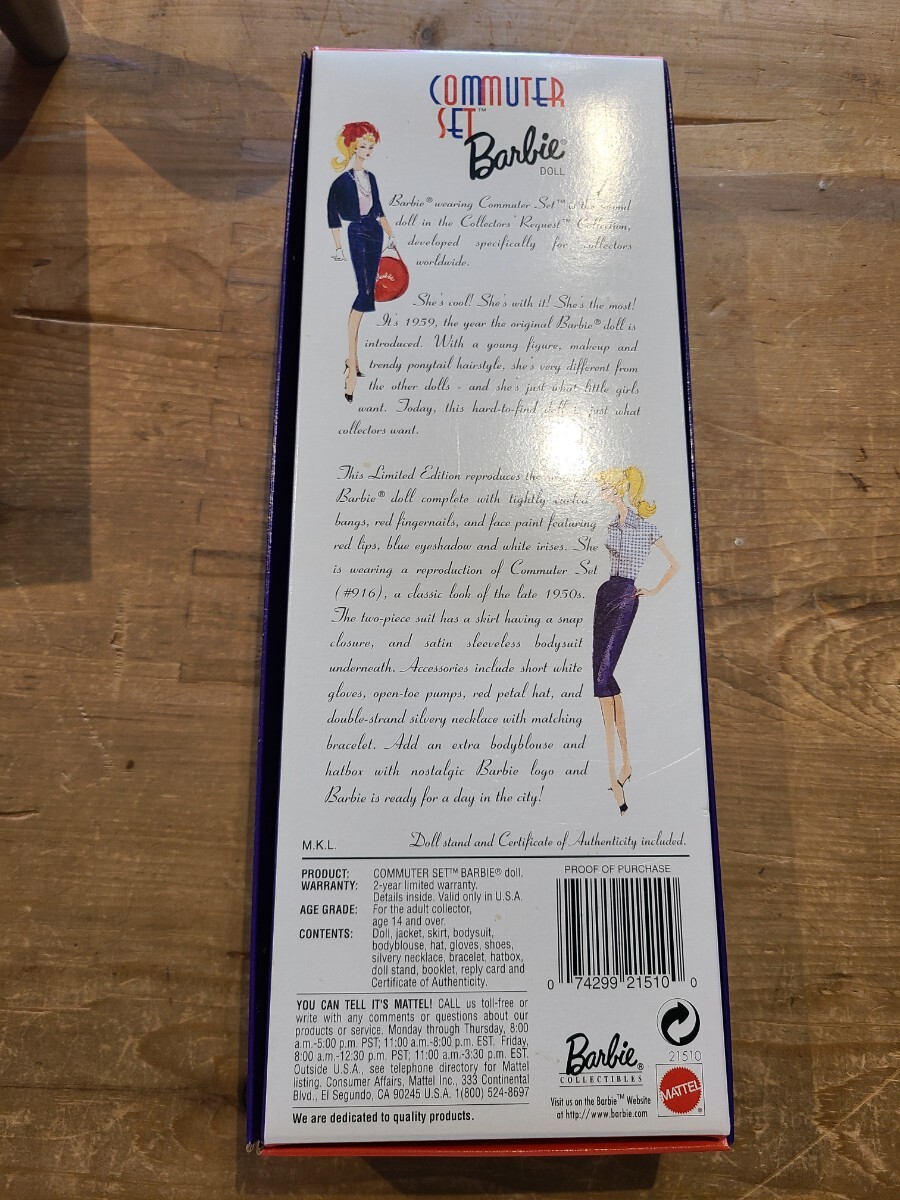 COMMUTER
SET™
Barbie®
DOLL
Barbie® wearing Commuter Set™ is the second
doll in the Collectors' Request™ Collection,
developed specifically for collectors
worldwide.
Barbie
She's cool! She's with it! She's the most!
It's 1959, the year the original Barbie® doll is
introduced. With a young figure, makeup and
trendy ponytail hairstyle, she's very different from
the other dolls - and she's just what little girls
want. Today, this hard-to-find doll is just what
collectors want.
This Limited Edition reproduces the
Barbie® doll complete with tightly curled
bangs, red fingernails, and face paint featuring
red lips, blue eyeshadow and white irises. She
is wearing a reproduction of Commuter Set
(#916), a classic look of the late 1950s.
The two-piece suit has a skirt having a snap
closure, and satin sleeveless bodysuit
underneath. Accessories include short white
gloves, open-toe pumps, red petal hat, and
double-strand silvery necklace with matching
bracelet. Add an extra bodyblouse and
hatbox with nostalgic Barbie logo and
Barbie is ready for a day in the city!
M.K.L. Doll stand and Certificate of Authenticity included.
PRODUCT: COMMUTER SET™ BARBIE® doll.
WARRANTY: 2-year limited warranty.
Details inside. Valid only in U.S.A.
AGE GRADE: For the adult collector,
age 14 and over.
CONTENTS: Doll, jacket, skirt, bodysuit,
bodyblouse, hat, gloves, shoes,
silvery necklace, bracelet, hatbox,
doll stand, booklet, reply card and
Certificate of Authenticity.
PROOF OF PURCHASE
0 74299 21510 0
YOU CAN TELL IT'S MATTEL! CALL us toll-free or
write with any comments or questions about our
products or service. Monday through Thursday, 8:00
a.m.-5:00 p.m. PST; 11:00 a.m.-8:00 p.m. EST. Friday,
8:00 a.m.-12:30 p.m. PST; 11:00 a.m.-3:30 p.m. EST.
Outside U.S.A., see telephone directory for Mattel
listing. Consumer Affairs, Mattel Inc., 333 Continental
Blvd., El Segundo, CA 90245 U.S.A. 1(800) 524-8697
We are dedicated to quality products.
Barbie®
COLLECTIBLES
Visit us on the Barbie™ Website
at http://www.barbie.com
21510
MATTEL®